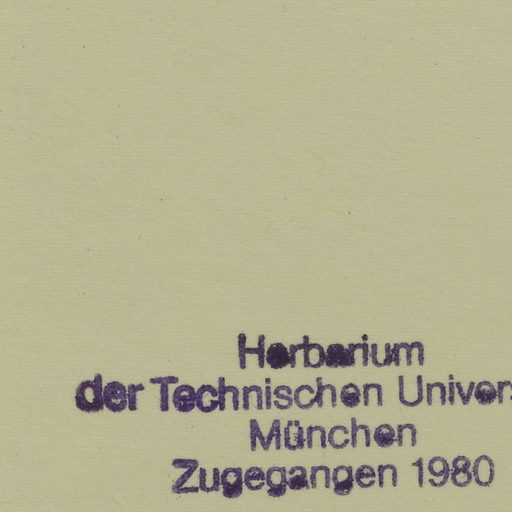 Herbarium
der Technischen Univers
München
Zugegangen 1980